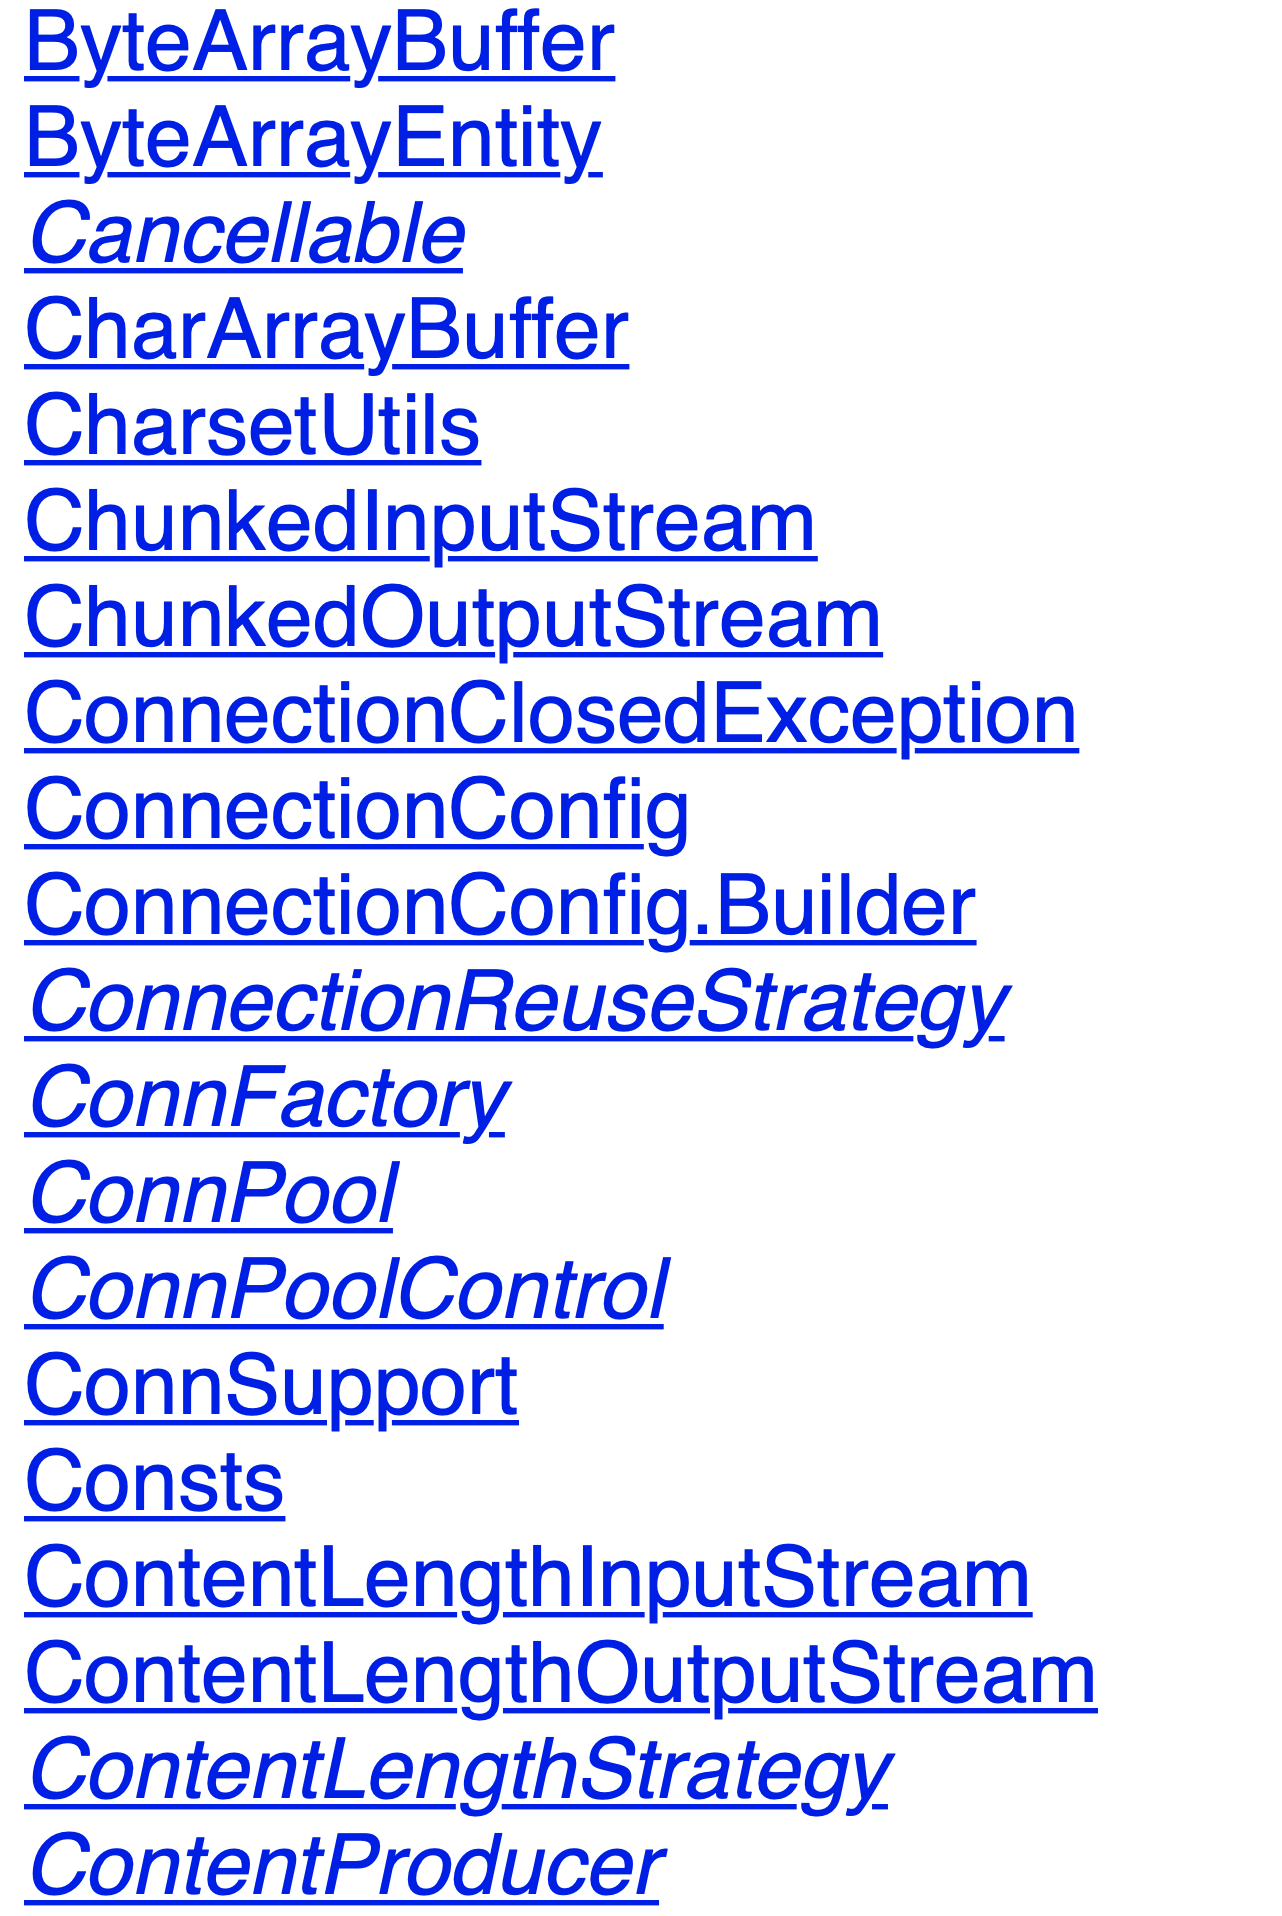 ByteArrayBuffer
ByteArrayEntity
Cancellable
CharArrayBuffer
CharsetUtils
ChunkedInputStream
ChunkedOutputStream
ConnectionClosedException
ConnectionConfig
ConnectionConfig.Builder
ConnectionReuseStrategy
ConnFactory
ConnPool
ConnPoolControl
ConnSupport
Consts
ContentLengthInputStream
ContentLengthOutputStream
ContentLengthStrategy
ContentProducer